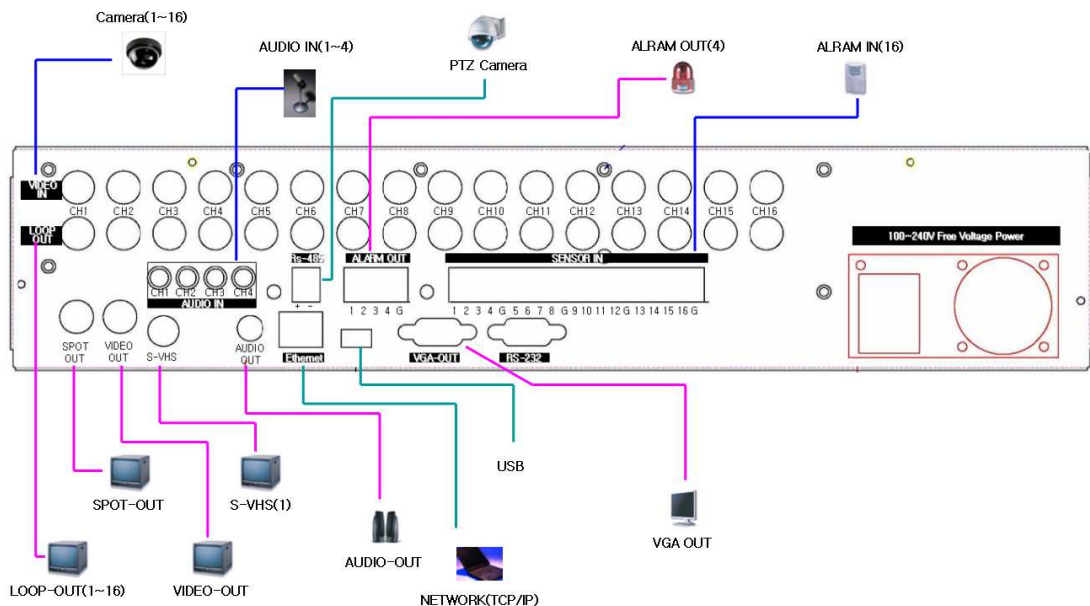 Camera(1~16)
AUDIO IN(1~4)
PTZ Camera
ALRAM OUT(4)
ALRAM IN(16)
VIDEO IN
CH1 CH2 CH3 CH4 CH5 CH6 CH7 CH8 CH9 CH10 CH11 CH12 CH13 CH14 CH15 CH16
LOOP OUT
100~240V Free Voltage Power
Rs-485
ALARM OUT
SENSOR IN
CH1 CH2 CH3 CH4
AUDIO IN
+ -
1 2 3 4 G
1 2 3 4 G 5 6 7 8 G 9 10 11 12 G 13 14 15 16 G
SPOT OUT
VIDEO OUT
S-VHS
AUDIO OUT
Ethernet
VGA-OUT
RS-232
USB
SPOT-OUT
S-VHS(1)
AUDIO-OUT
VGA OUT
LOOP-OUT(1~16)
VIDEO-OUT
NETWORK(TCP/IP)